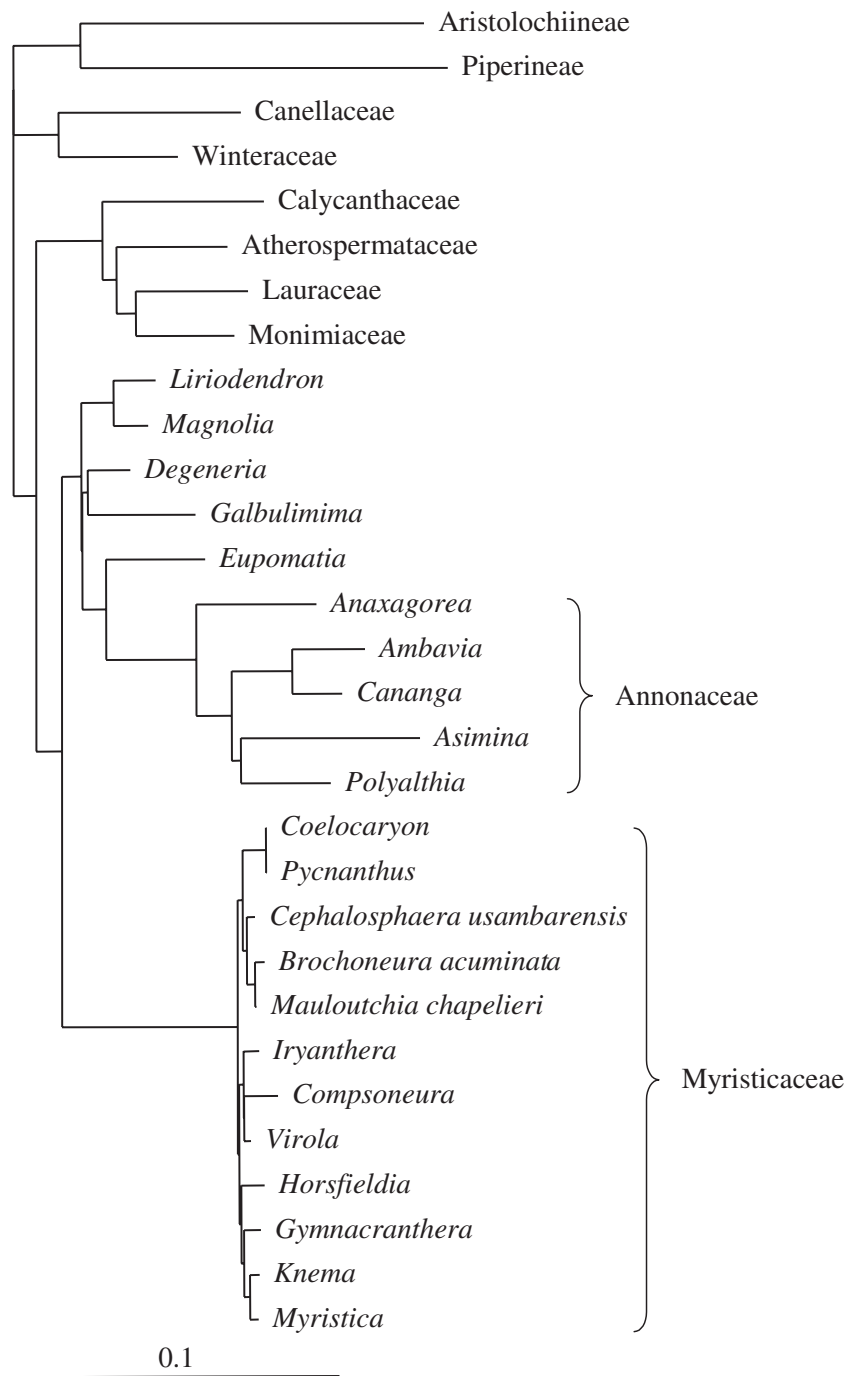 Aristolochiineae
Piperineae
Canellaceae
Winteraceae
Calycanthaceae
Atherospermataceae
Lauraceae
Monimiaceae
Liriodendron
Magnolia
Degeneria
Galbulimima
Eupomatia
Anaxagorea
Ambavia
Cananga
Annonaceae
Asimina
Polyalthia
Coelocaryon
Pycnanthus
Cephalosphaera usambarensis
Brochoneura acuminata
Mauloutchia chapelieri
Iryanthera
Myristicaceae
Compsoneura
Virola
Horsfieldia
Gymnacranthera
Knema
Myristica
0.1